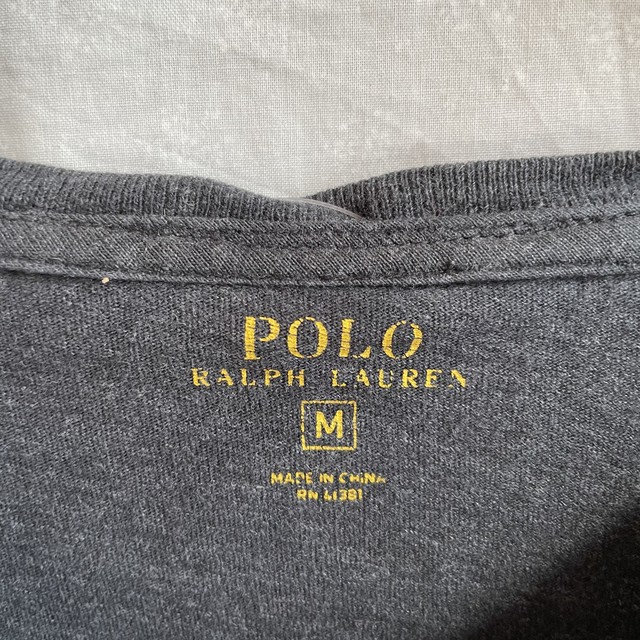 POLO
RALPH LAUREN
M
MADE IN CHINA
RN 41381